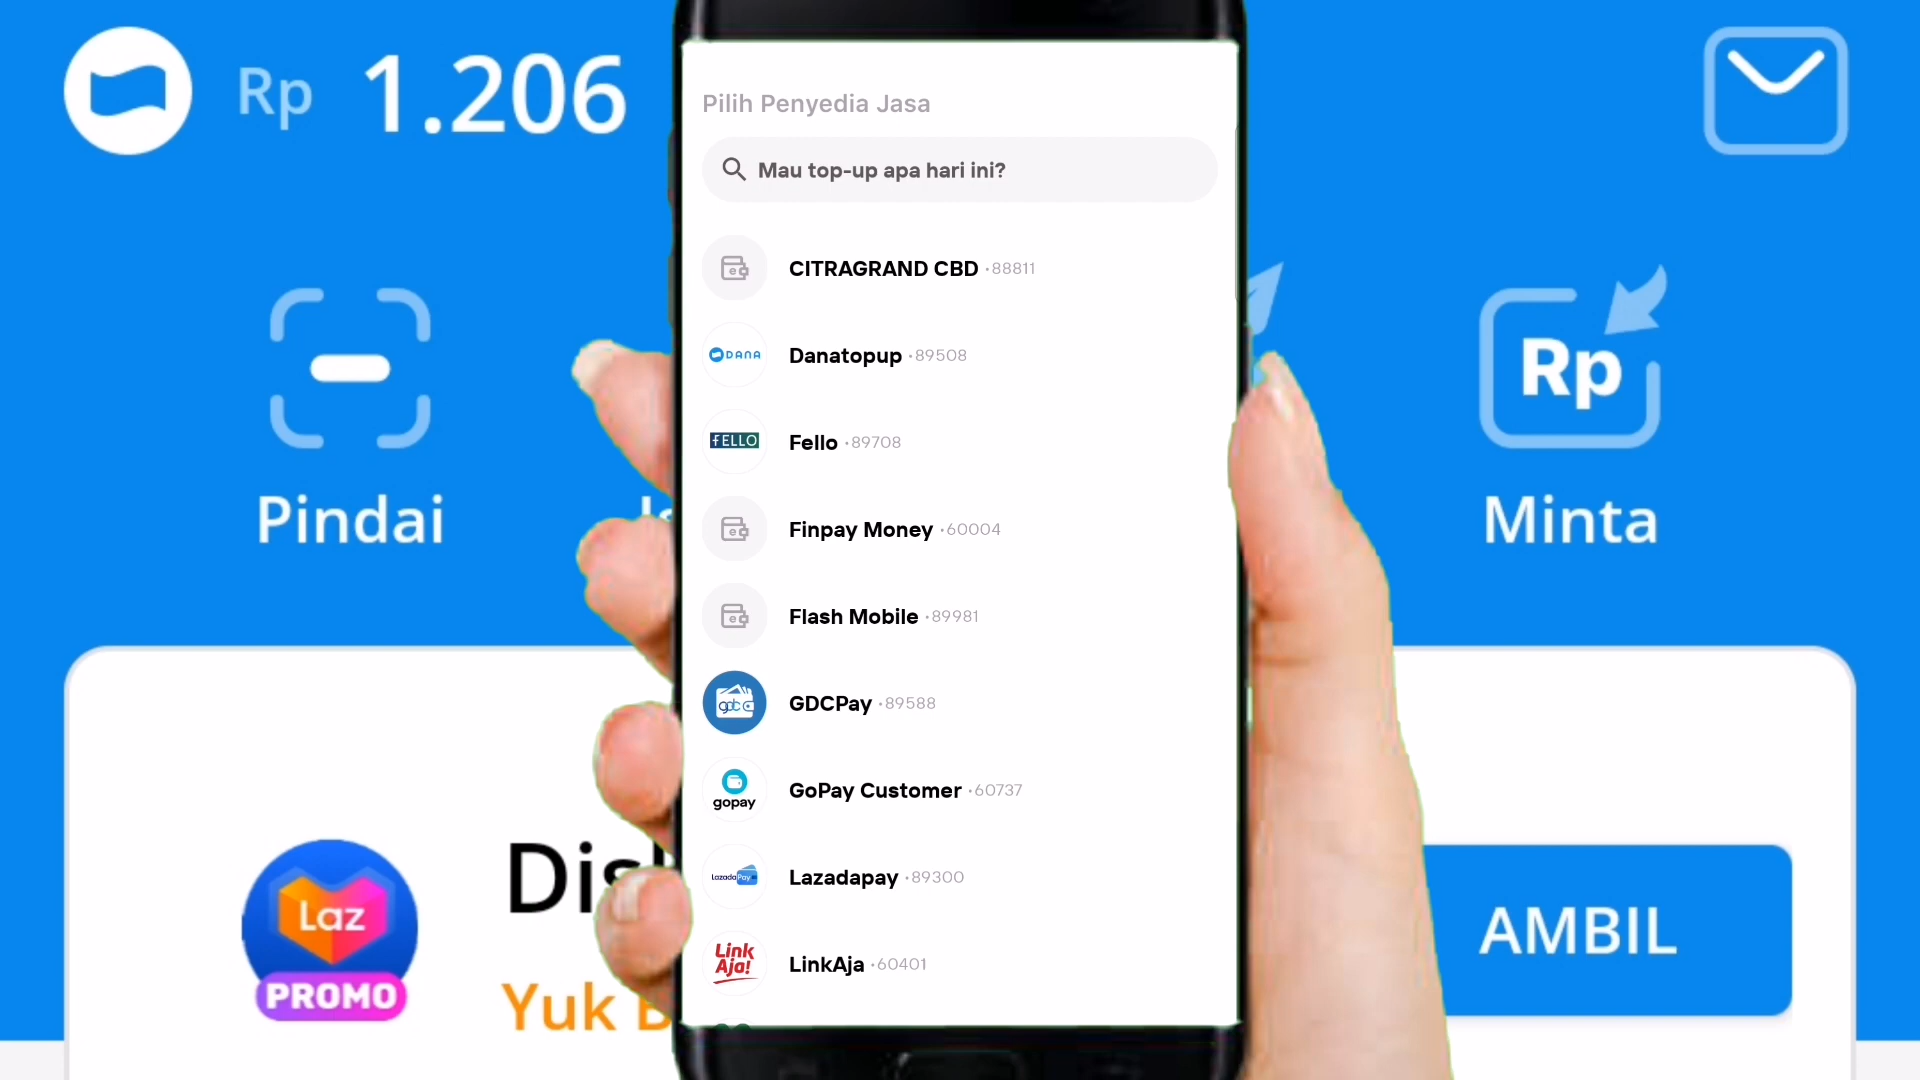 Rp 1.206
Pilih Penyedia Jasa
Mau top-up apa hari ini?
CITRAGRAND CBD •88811
DANA
Danatopup •89508
FELLO
Fello •89708
e
Finpay Money •60004
e
Flash Mobile •89981
GDCPay •89588
gopay
GoPay Customer •60737
LazadaPay
Lazadapay •89300
Link
Aja!
LinkAja •60401
Pindai
Rp
Minta
Laz
PROMO
Yuk
AMBIL